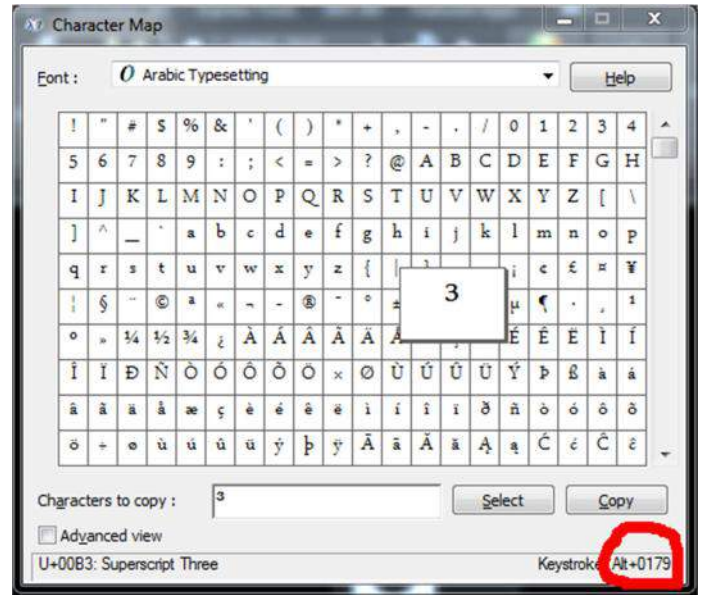 Character Map
Font : O Arabic Typesetting Help
! " # $ % & ' ( ) * + , - . / 0 1 2 3 4
5 6 7 8 9 : ; < = > ? @ A B C D E F G H
I J K L M N O P Q R S T U V W X Y Z [ \
] ^ _ ` a b c d e f g h i j k l m n o p
q r s t u v w x y z { | } ¡ ¢ £ ¤ ¥
¦ § ¨ © ª « ¬ - ® ¯ ° ± ³ µ ¶ · ¸ ¹
º » ¼ ½ ¾ ¿ À Á Â Ã Ä Å É Ê Ë Ì Í
Î Ï Ð Ñ Ò Ó Ô Õ Ö × Ø Ù Ú Û Ü Ý Þ ß à á
â ã ä å æ ç è é ê ë ì í î ï ð ñ ò ó ô õ
ö ÷ ø ù ú û ü ý þ ÿ Ā ā Ă ă Ą ą Ć ć Ĉ ĉ
Characters to copy : ³ Select Copy
Advanced view
U+00B3: Superscript Three Keystroke: Alt+0179